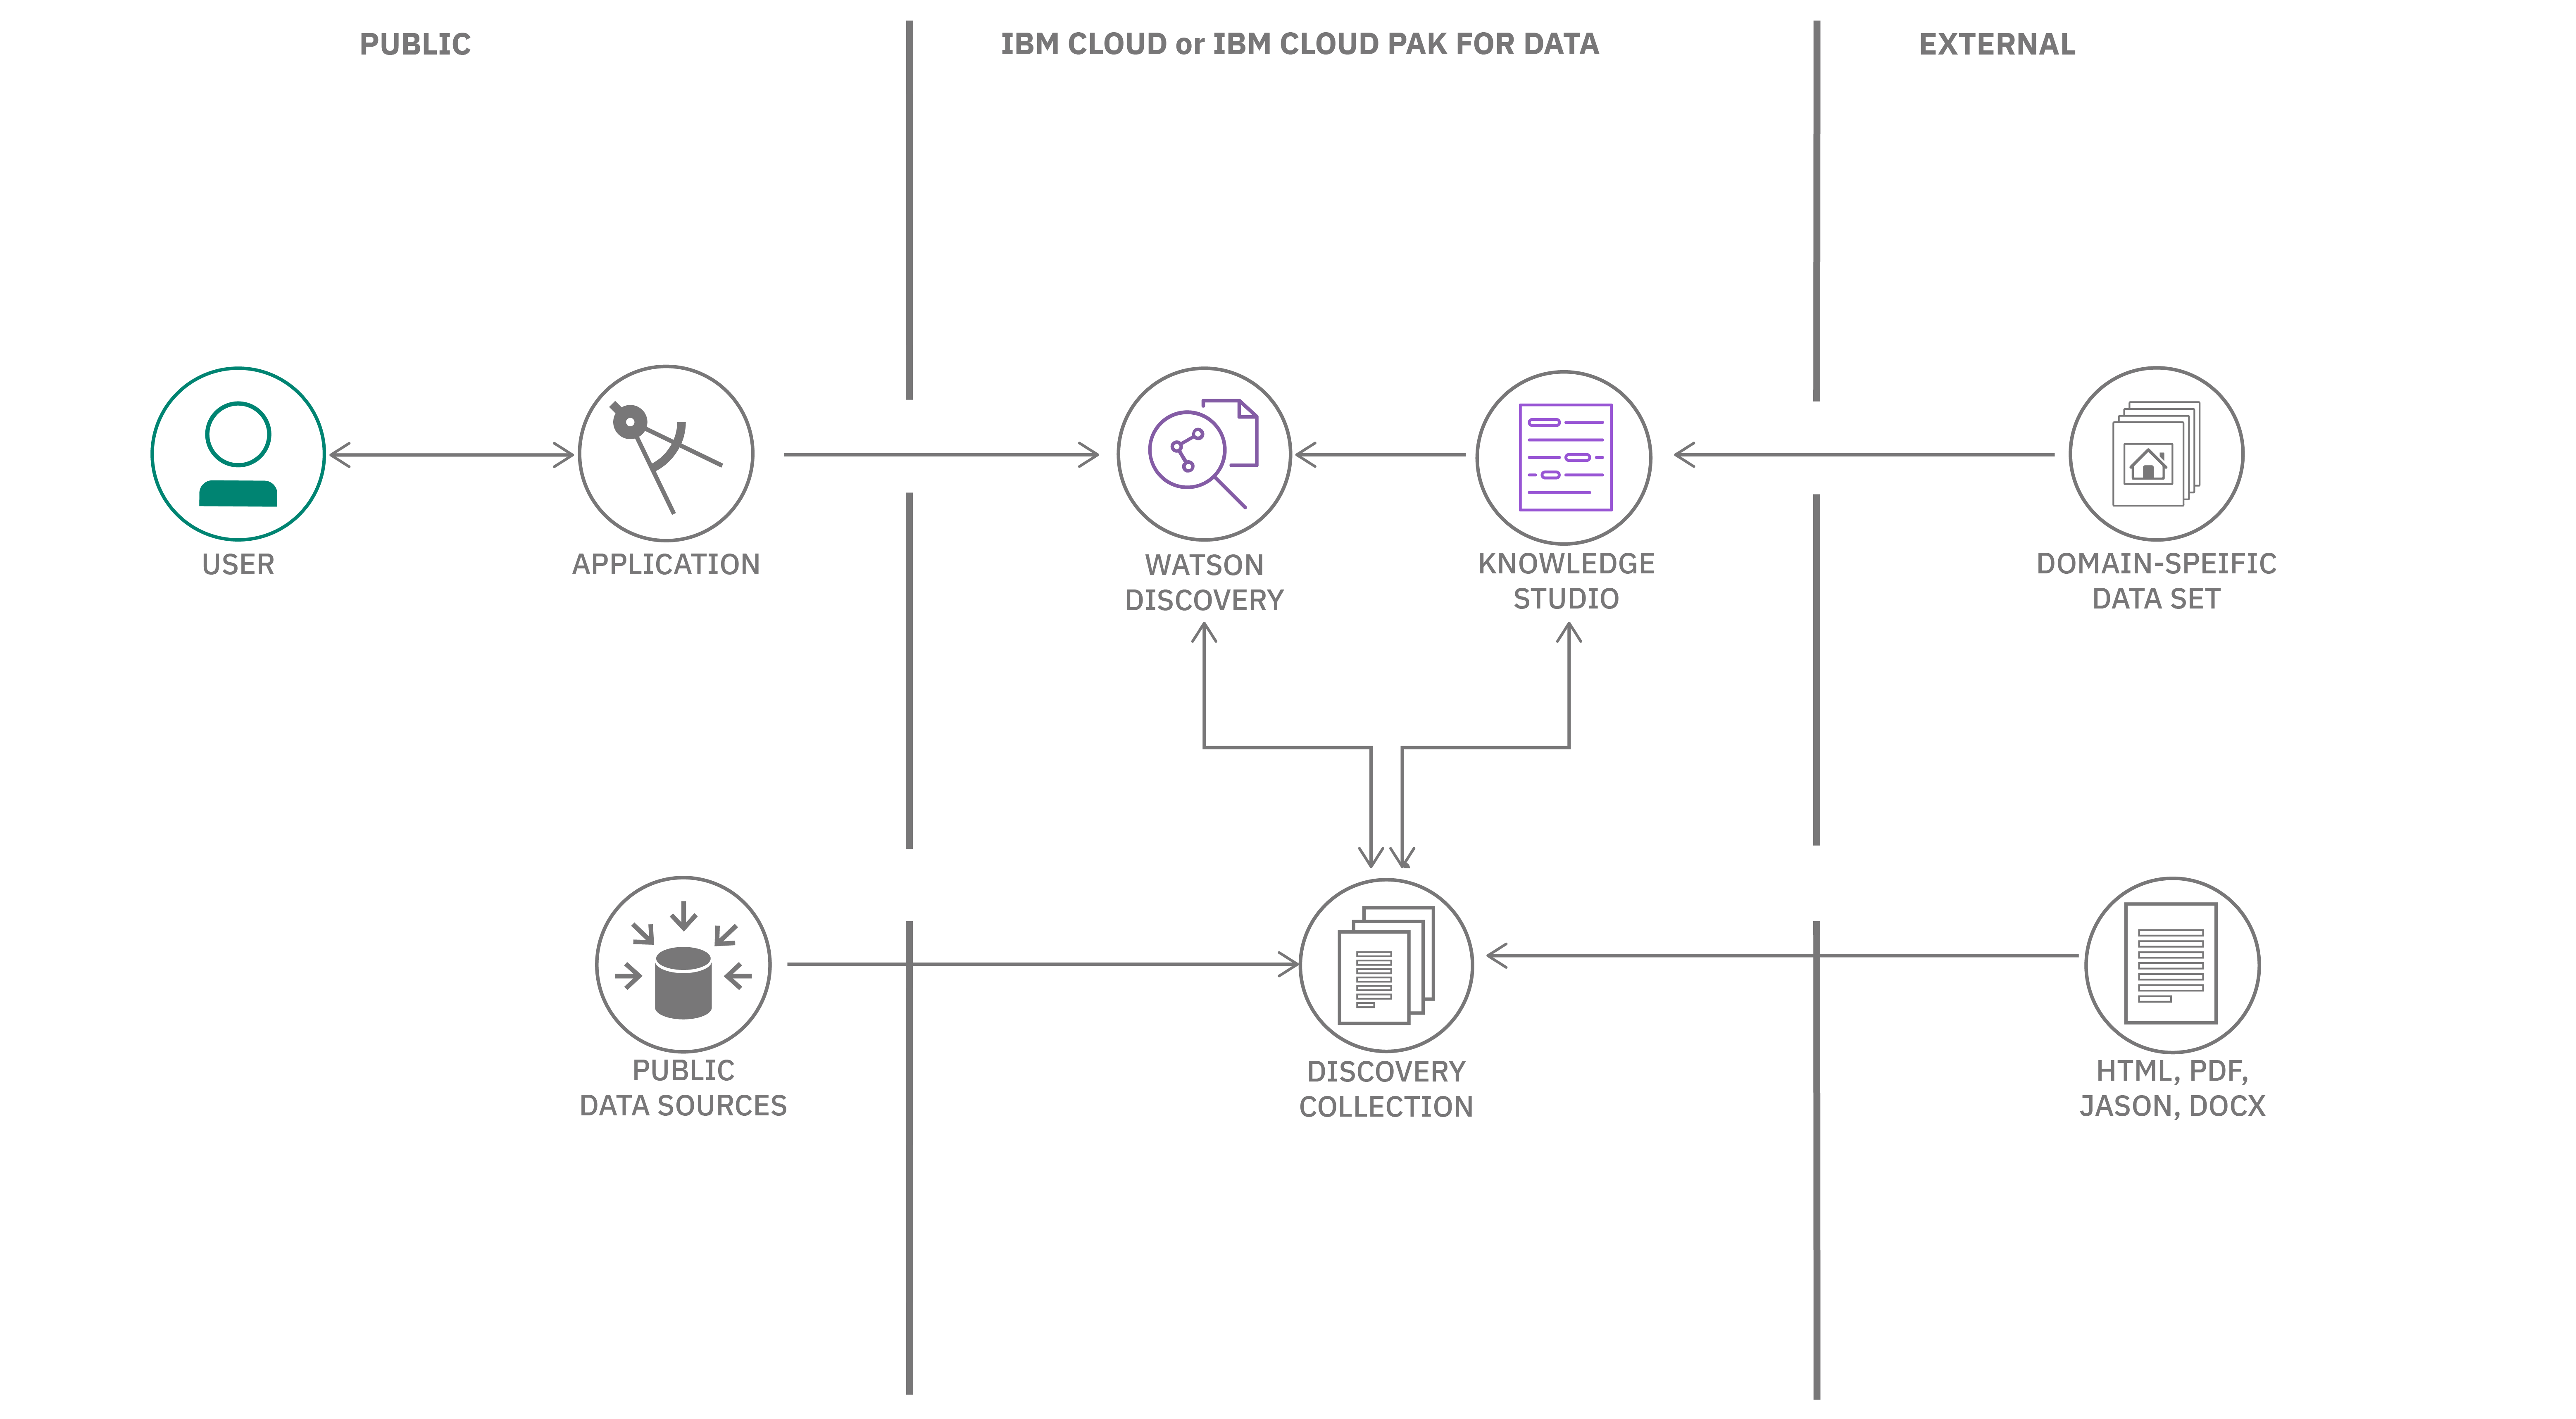 PUBLIC
IBM CLOUD or IBM CLOUD PAK FOR DATA
EXTERNAL
USER
APPLICATION
WATSON
DISCOVERY
KNOWLEDGE
STUDIO
DOMAIN-SPEIFIC
DATA SET
PUBLIC
DATA SOURCES
DISCOVERY
COLLECTION
HTML, PDF,
JASON, DOCX